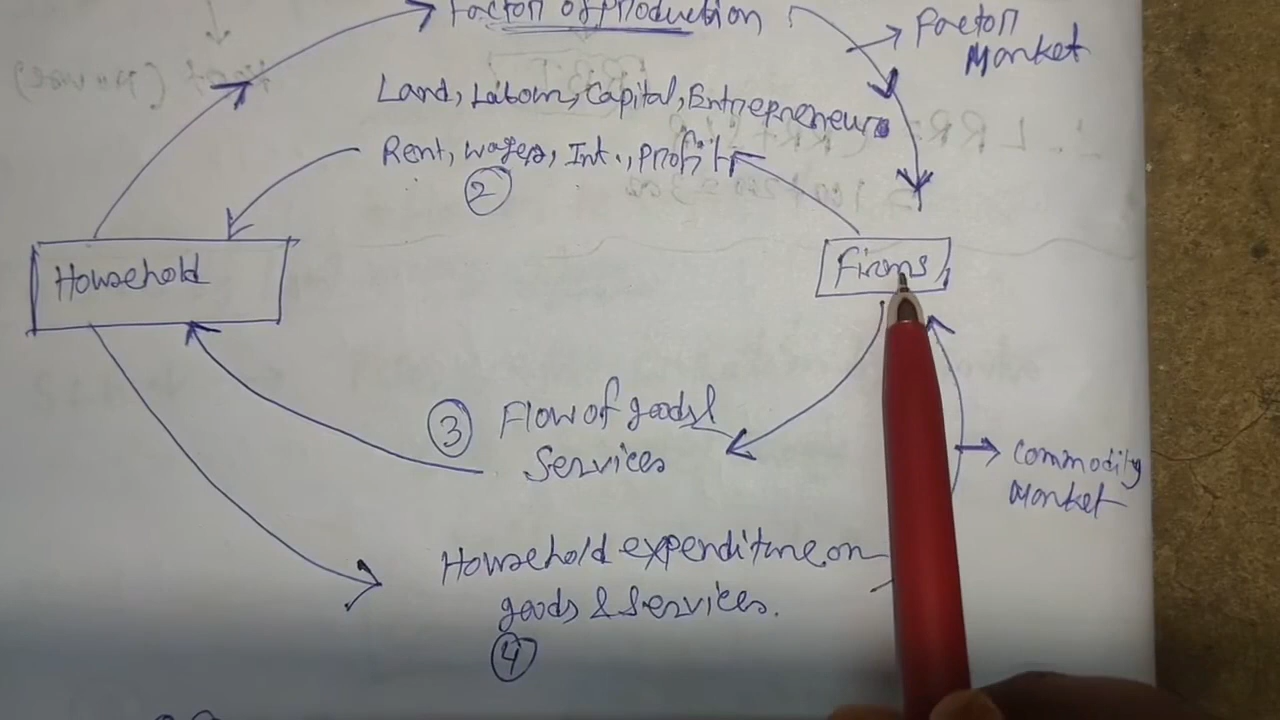 Factor of production
Factor
Market
Land, Labour, Capital, Entrepreneurs
Rent, wages, Int., profit
2
Household
Firms
3 Flow of goods &
Services
Commodity
Market
Household expenditure on
goods & services.
4